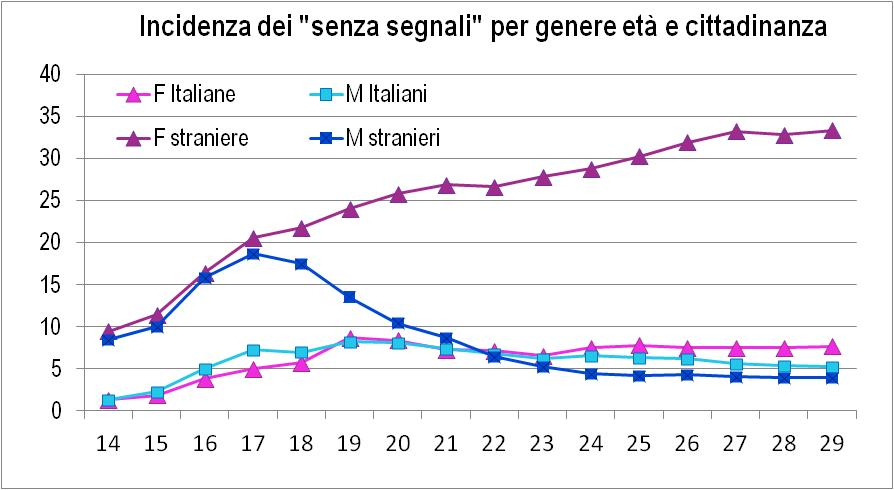 Incidenza dei "senza segnali" per genere età e cittadinanza
40
35
30
25
20
15
10
5
0
F Italiane
M Italiani
F straniere
M stranieri
14 15 16 17 18 19 20 21 22 23 24 25 26 27 28 29